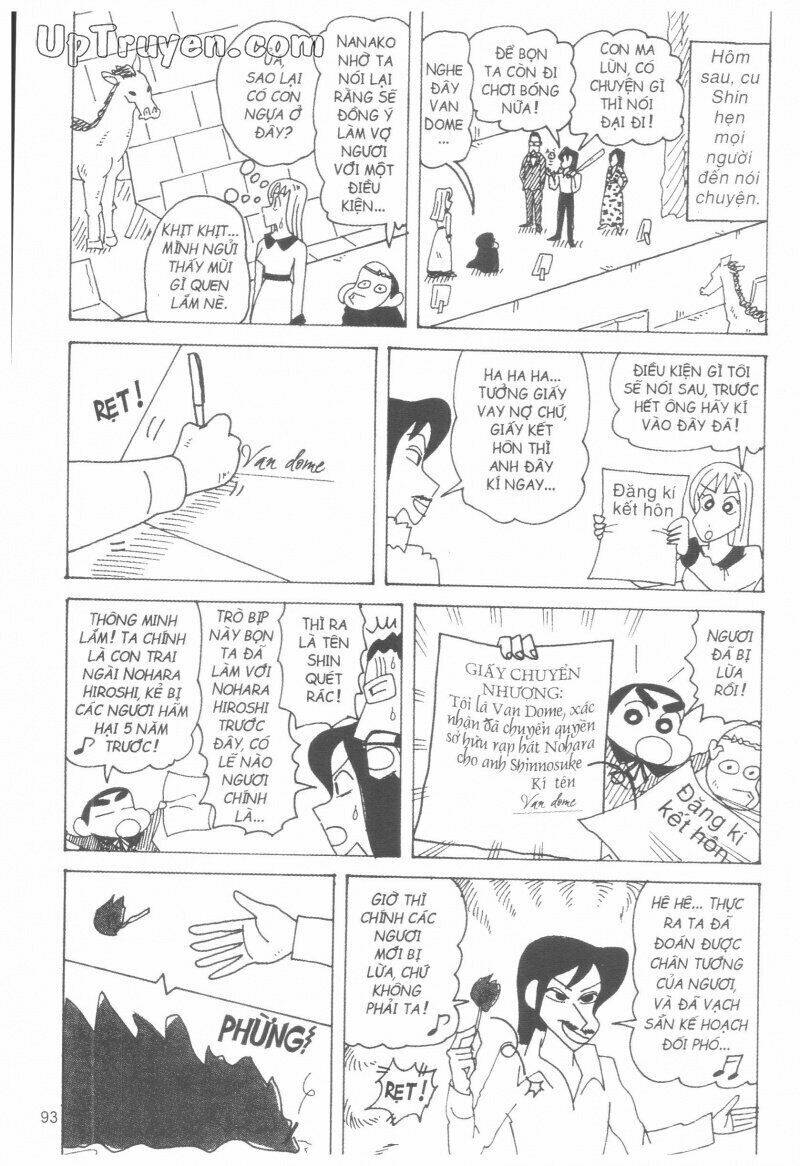 UpTruyen.com
Hôm
sau, cu
Shin
hẹn
mọi
người
đến nói
chuyện.
CON MA
LÙN, CÓ
CHUYỆN GÌ
THÌ NÓI
ĐẠI ĐI!
ĐỂ BỌN
TA CÒN ĐI
CHƠI BÓNG
NỮA!
NGHE
ĐÂY VAN
DOME
...
NANAKO
NHỜ TA
NÓI LẠI
RẰNG SẼ
ĐỒNG Ý
LÀM VỢ
NGƯƠI
VỚI MỘT
ĐIỀU
KIỆN...
ỦA,
SAO LẠI
CÓ CON
NGỰA Ở
ĐÂY?
KHỊT KHỊT...
MÌNH NGỬI
THẤY MÙI
GÌ QUEN
LẮM NÈ.
ĐIỀU KIỆN GÌ TÔI
SẼ NÓI SAU, TRƯỚC
HẾT ÔNG HÃY KÍ
VÀO ĐÂY ĐÃ!
Đăng kí
kết hôn
HA HA HA...
TƯỞNG GIẤY
VAY NỢ CHỨ,
GIẤY KẾT
HÔN THÌ
ANH ĐÂY
KÍ NGAY...
RẸT!
Van dome
NGƯƠI
ĐÃ BỊ
LỪA
RỒI!
GIẤY CHUYỂN
NHƯỢNG:
Tôi là Van Dome, xác
nhận đã chuyển quyền
sở hữu rạp hát Nohara
cho anh Shinnosuke
Kí tên
Van dome
Đăng kí
kết hôn
THÌ RA
LÀ TÊN
SHIN
QUÉT
RÁC!
TRÒ BỊP
NÀY BỌN
TA ĐÃ
LÀM VỚI
NOHARA
HIROSHI
TRƯỚC
ĐÂY, CÓ
LẼ NÀO
NGƯƠI
CHÍNH
LÀ...
THÔNG MINH
LẮM! TA CHÍNH
LÀ CON TRAI
NGÀI NOHARA
HIROSHI, KẺ BỊ
CÁC NGƯƠI HÃM
HẠI 5 NĂM
TRƯỚC!
HÊ HÊ... THỰC
RA TA ĐÃ
ĐOÁN ĐƯỢC
CHÂN TƯỚNG
CỦA NGƯƠI,
VÀ ĐÃ VẠCH
SẴN KẾ HOẠCH
ĐỐI PHÓ...
GIỜ THÌ
CHÍNH CÁC
NGƯƠI
MỚI BỊ
LỪA, CHỨ
KHÔNG
PHẢI TA!
RẸT!
PHỪNG!
93